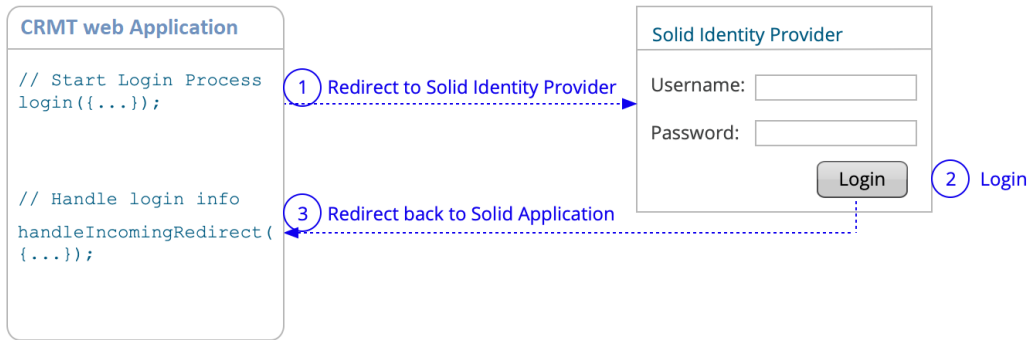 CRMT web Application
// Start Login Process
login({...});
1 Redirect to Solid Identity Provider
Solid Identity Provider
Username:
Password:
Login
2 Login
// Handle login info
handleIncomingRedirect(
{...});
3 Redirect back to Solid Application